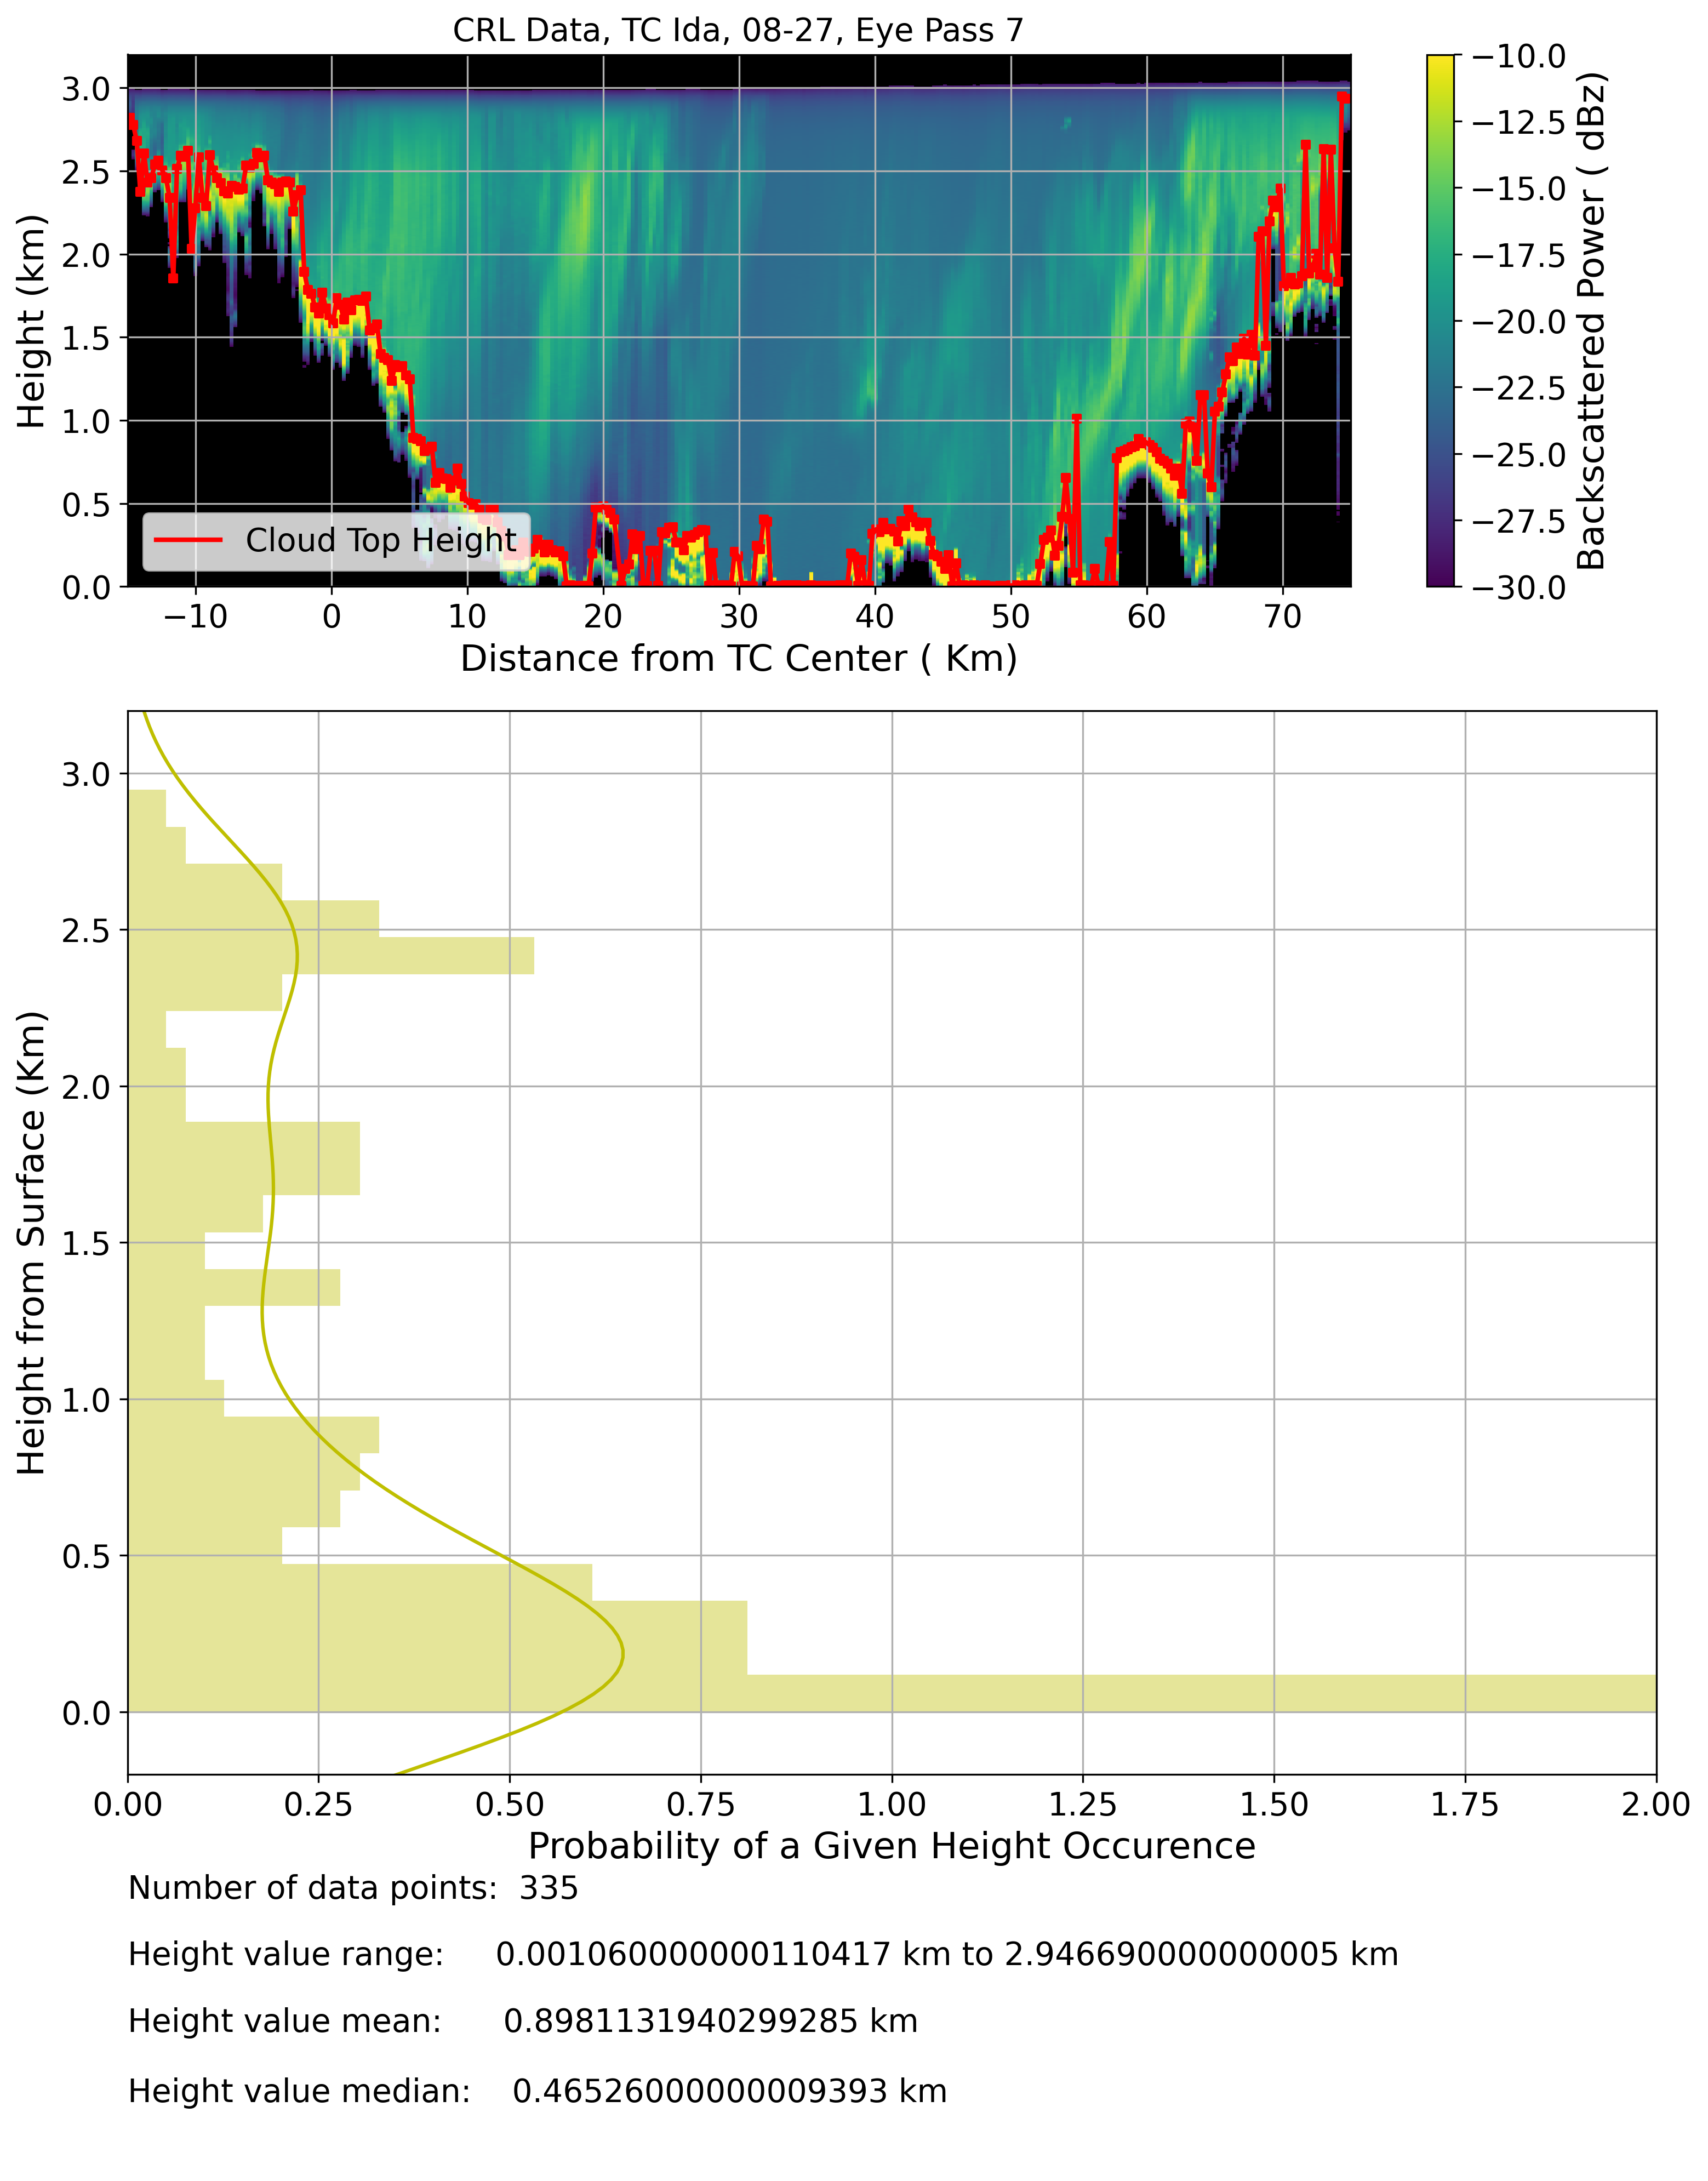 CRL Data, TC Ida, 08-27, Eye Pass 7
Height (km)
3.0
2.5
2.0
1.5
1.0
0.5
0.0
Cloud Top Height
−10 0 10 20 30 40 50 60 70
Distance from TC Center ( Km)
−10.0
−12.5
−15.0
−17.5
−20.0
−22.5
−25.0
−27.5
−30.0
Backscattered Power ( dBz)
Height from Surface (Km)
3.0
2.5
2.0
1.5
1.0
0.5
0.0
0.00 0.25 0.50 0.75 1.00 1.25 1.50 1.75 2.00
Probability of a Given Height Occurence
Number of data points: 335
Height value range: 0.0010600000000110417 km to 2.946690000000005 km
Height value mean: 0.8981131940299285 km
Height value median: 0.46526000000009393 km